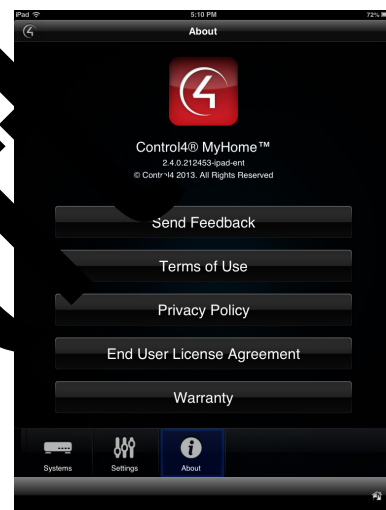 iPad
5:10 PM
72%
About
Control4® MyHome™
2.4.0.212453-ipad-ent
© Control4 2013. All Rights Reserved
Send Feedback
Terms of Use
Privacy Policy
End User License Agreement
Warranty
Systems
Settings
About